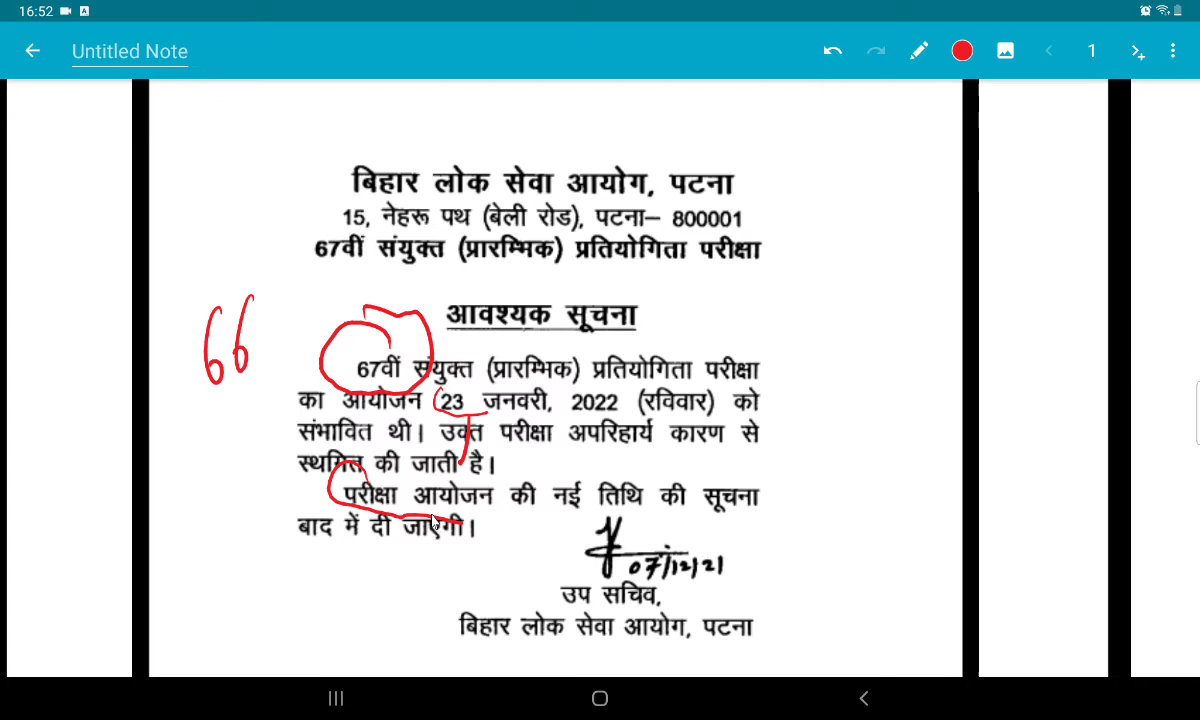 16:52
Untitled Note
1
बिहार लोक सेवा आयोग, पटना
15, नेहरू पथ (बेली रोड), पटना– 800001
67वीं संयुक्त (प्रारम्भिक) प्रतियोगिता परीक्षा
आवश्यक सूचना
66
67वीं संयुक्त (प्रारम्भिक) प्रतियोगिता परीक्षा
का आयोजन 23 जनवरी, 2022 (रविवार) को
संभावित थी। उक्त परीक्षा अपरिहार्य कारण से
स्थगित की जाती है।
परीक्षा आयोजन की नई तिथि की सूचना
बाद में दी जाएगी।
07/12/21
उप सचिव,
बिहार लोक सेवा आयोग, पटना